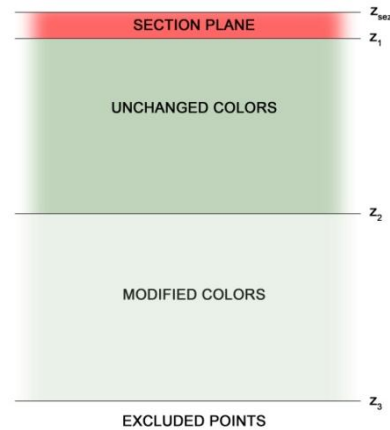 Zsez
SECTION PLANE
Z1
UNCHANGED COLORS
Z2
MODIFIED COLORS
Z3
EXCLUDED POINTS